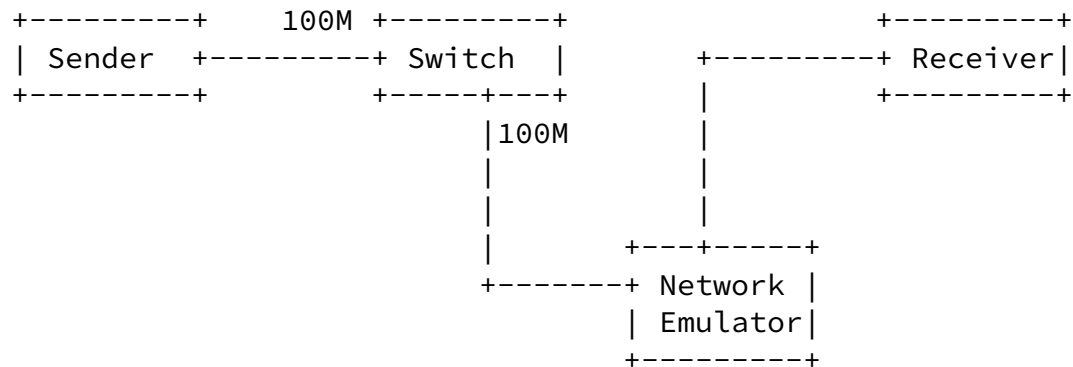 100M
Sender Switch Receiver
100M
Network
Emulator